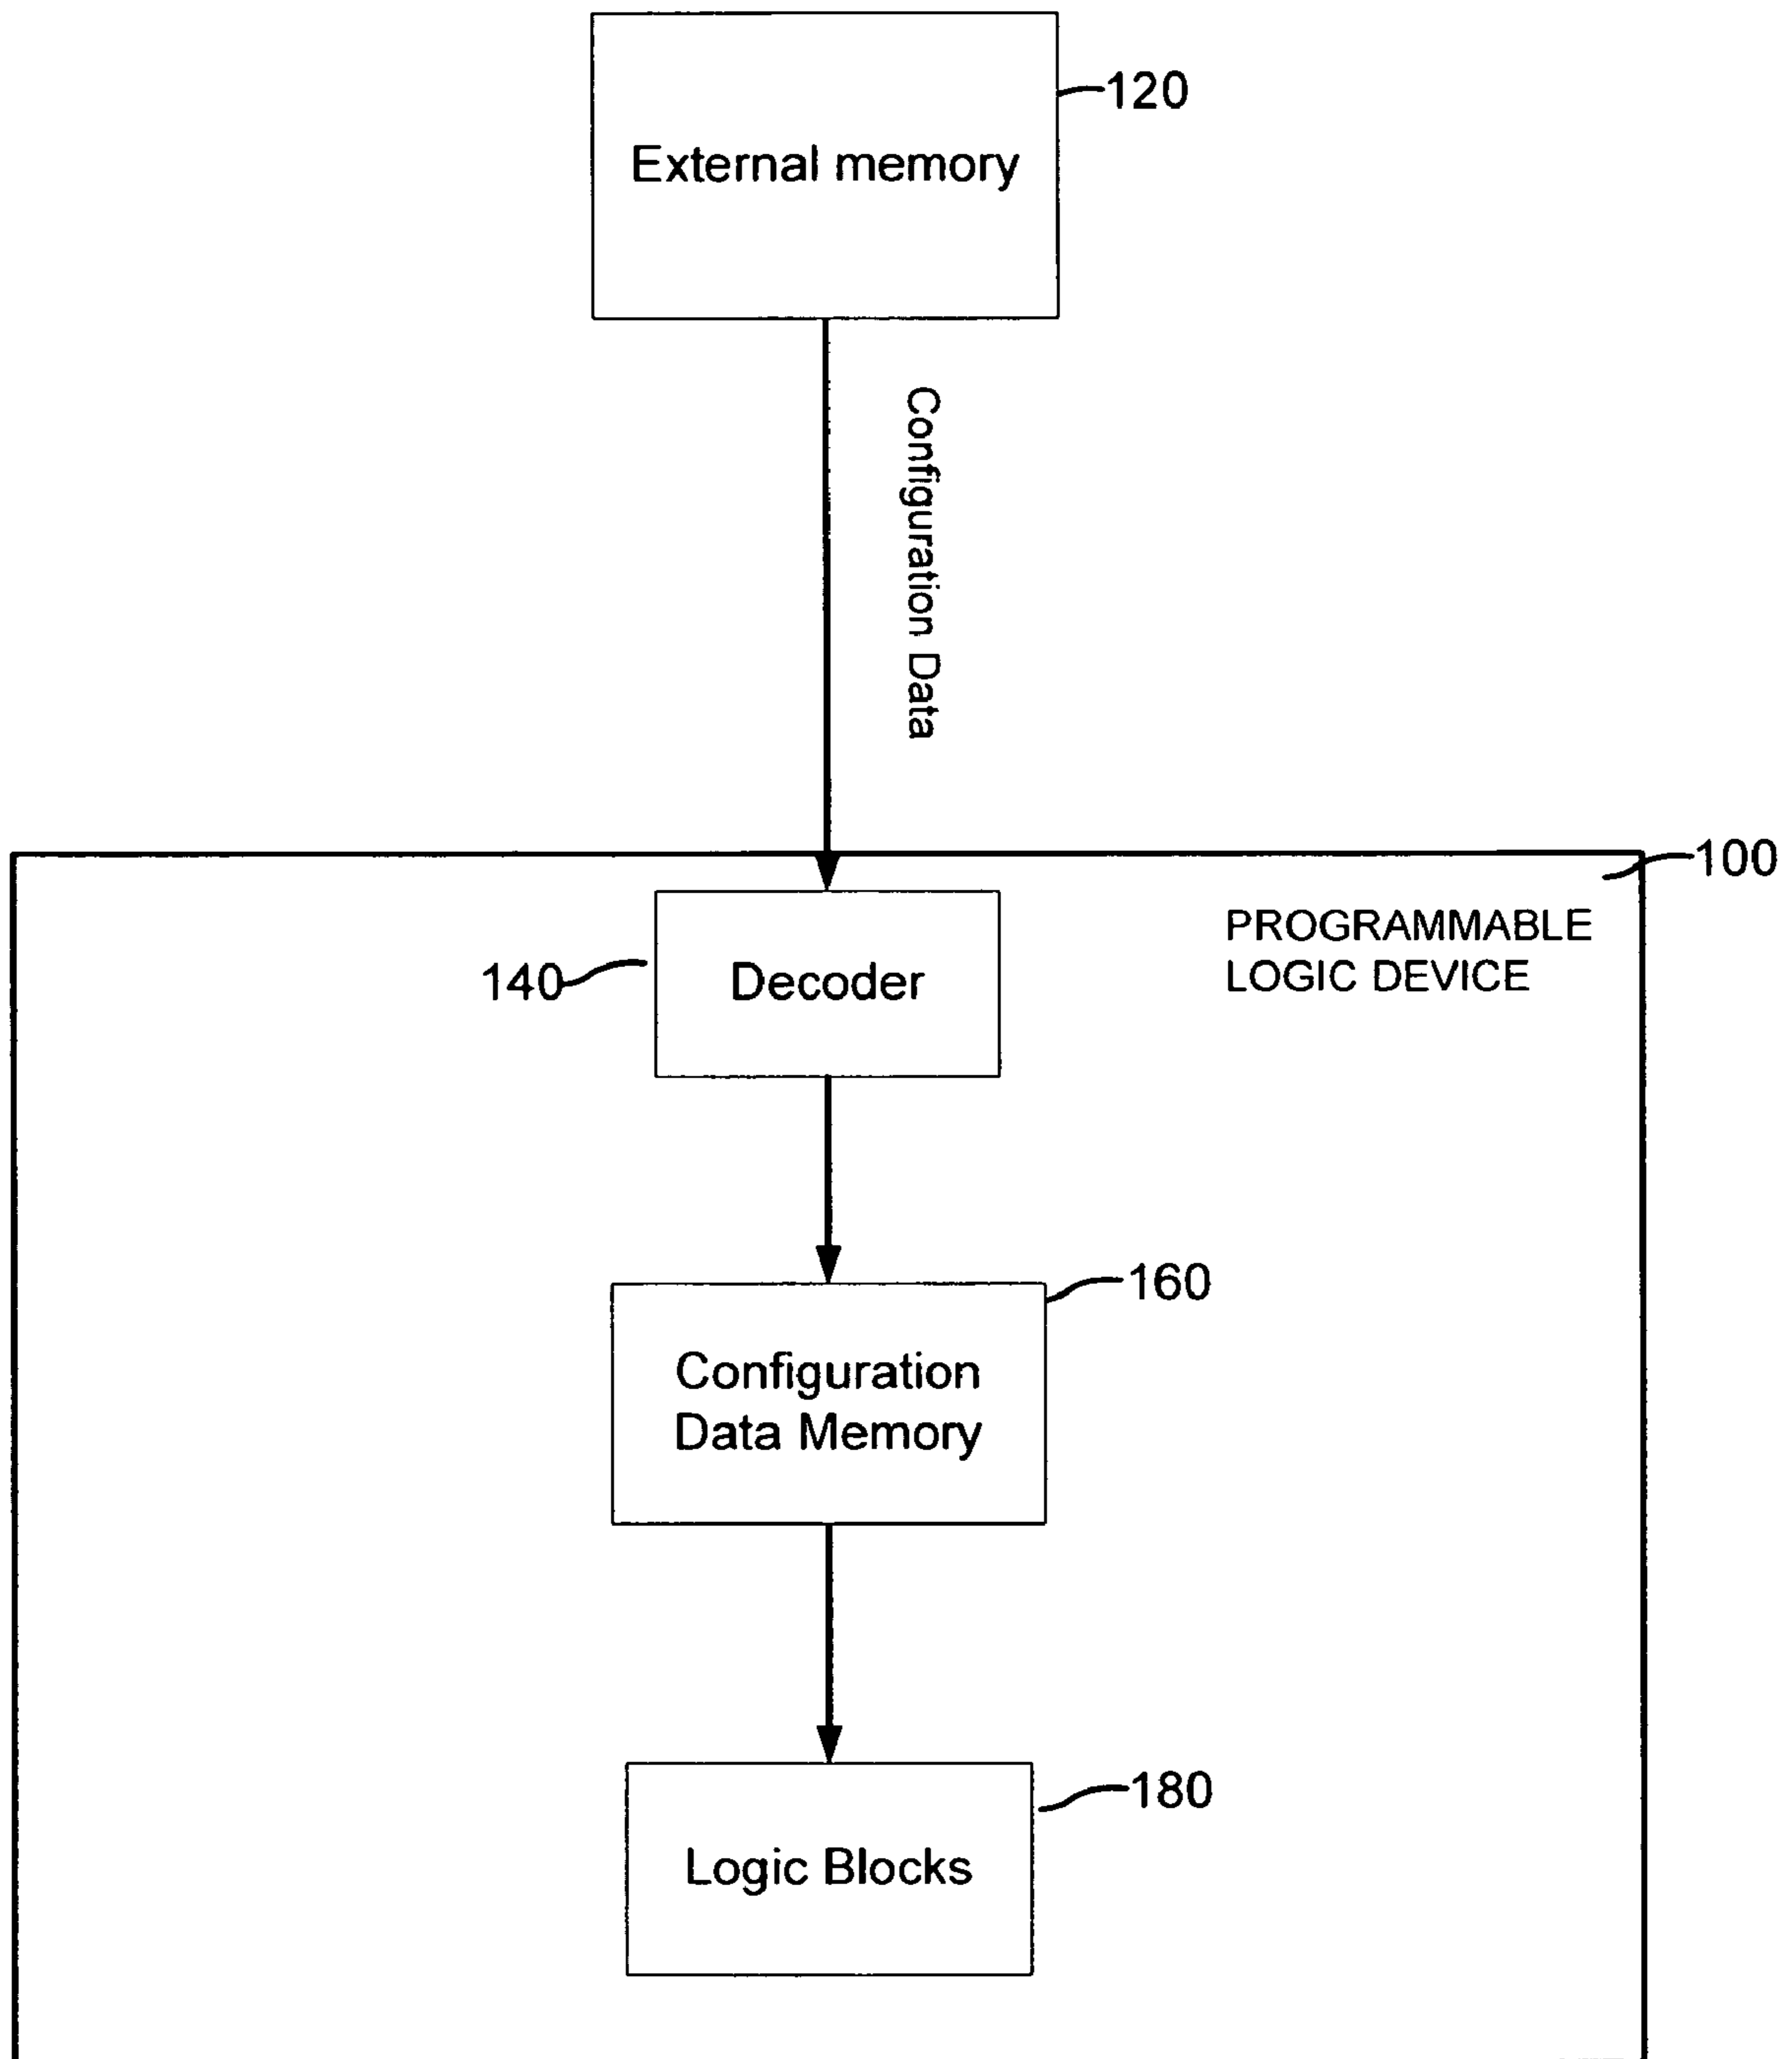 120
External memory
Configuration Data
100
PROGRAMMABLE
LOGIC DEVICE
140
Decoder
160
Configuration
Data Memory
180
Logic Blocks